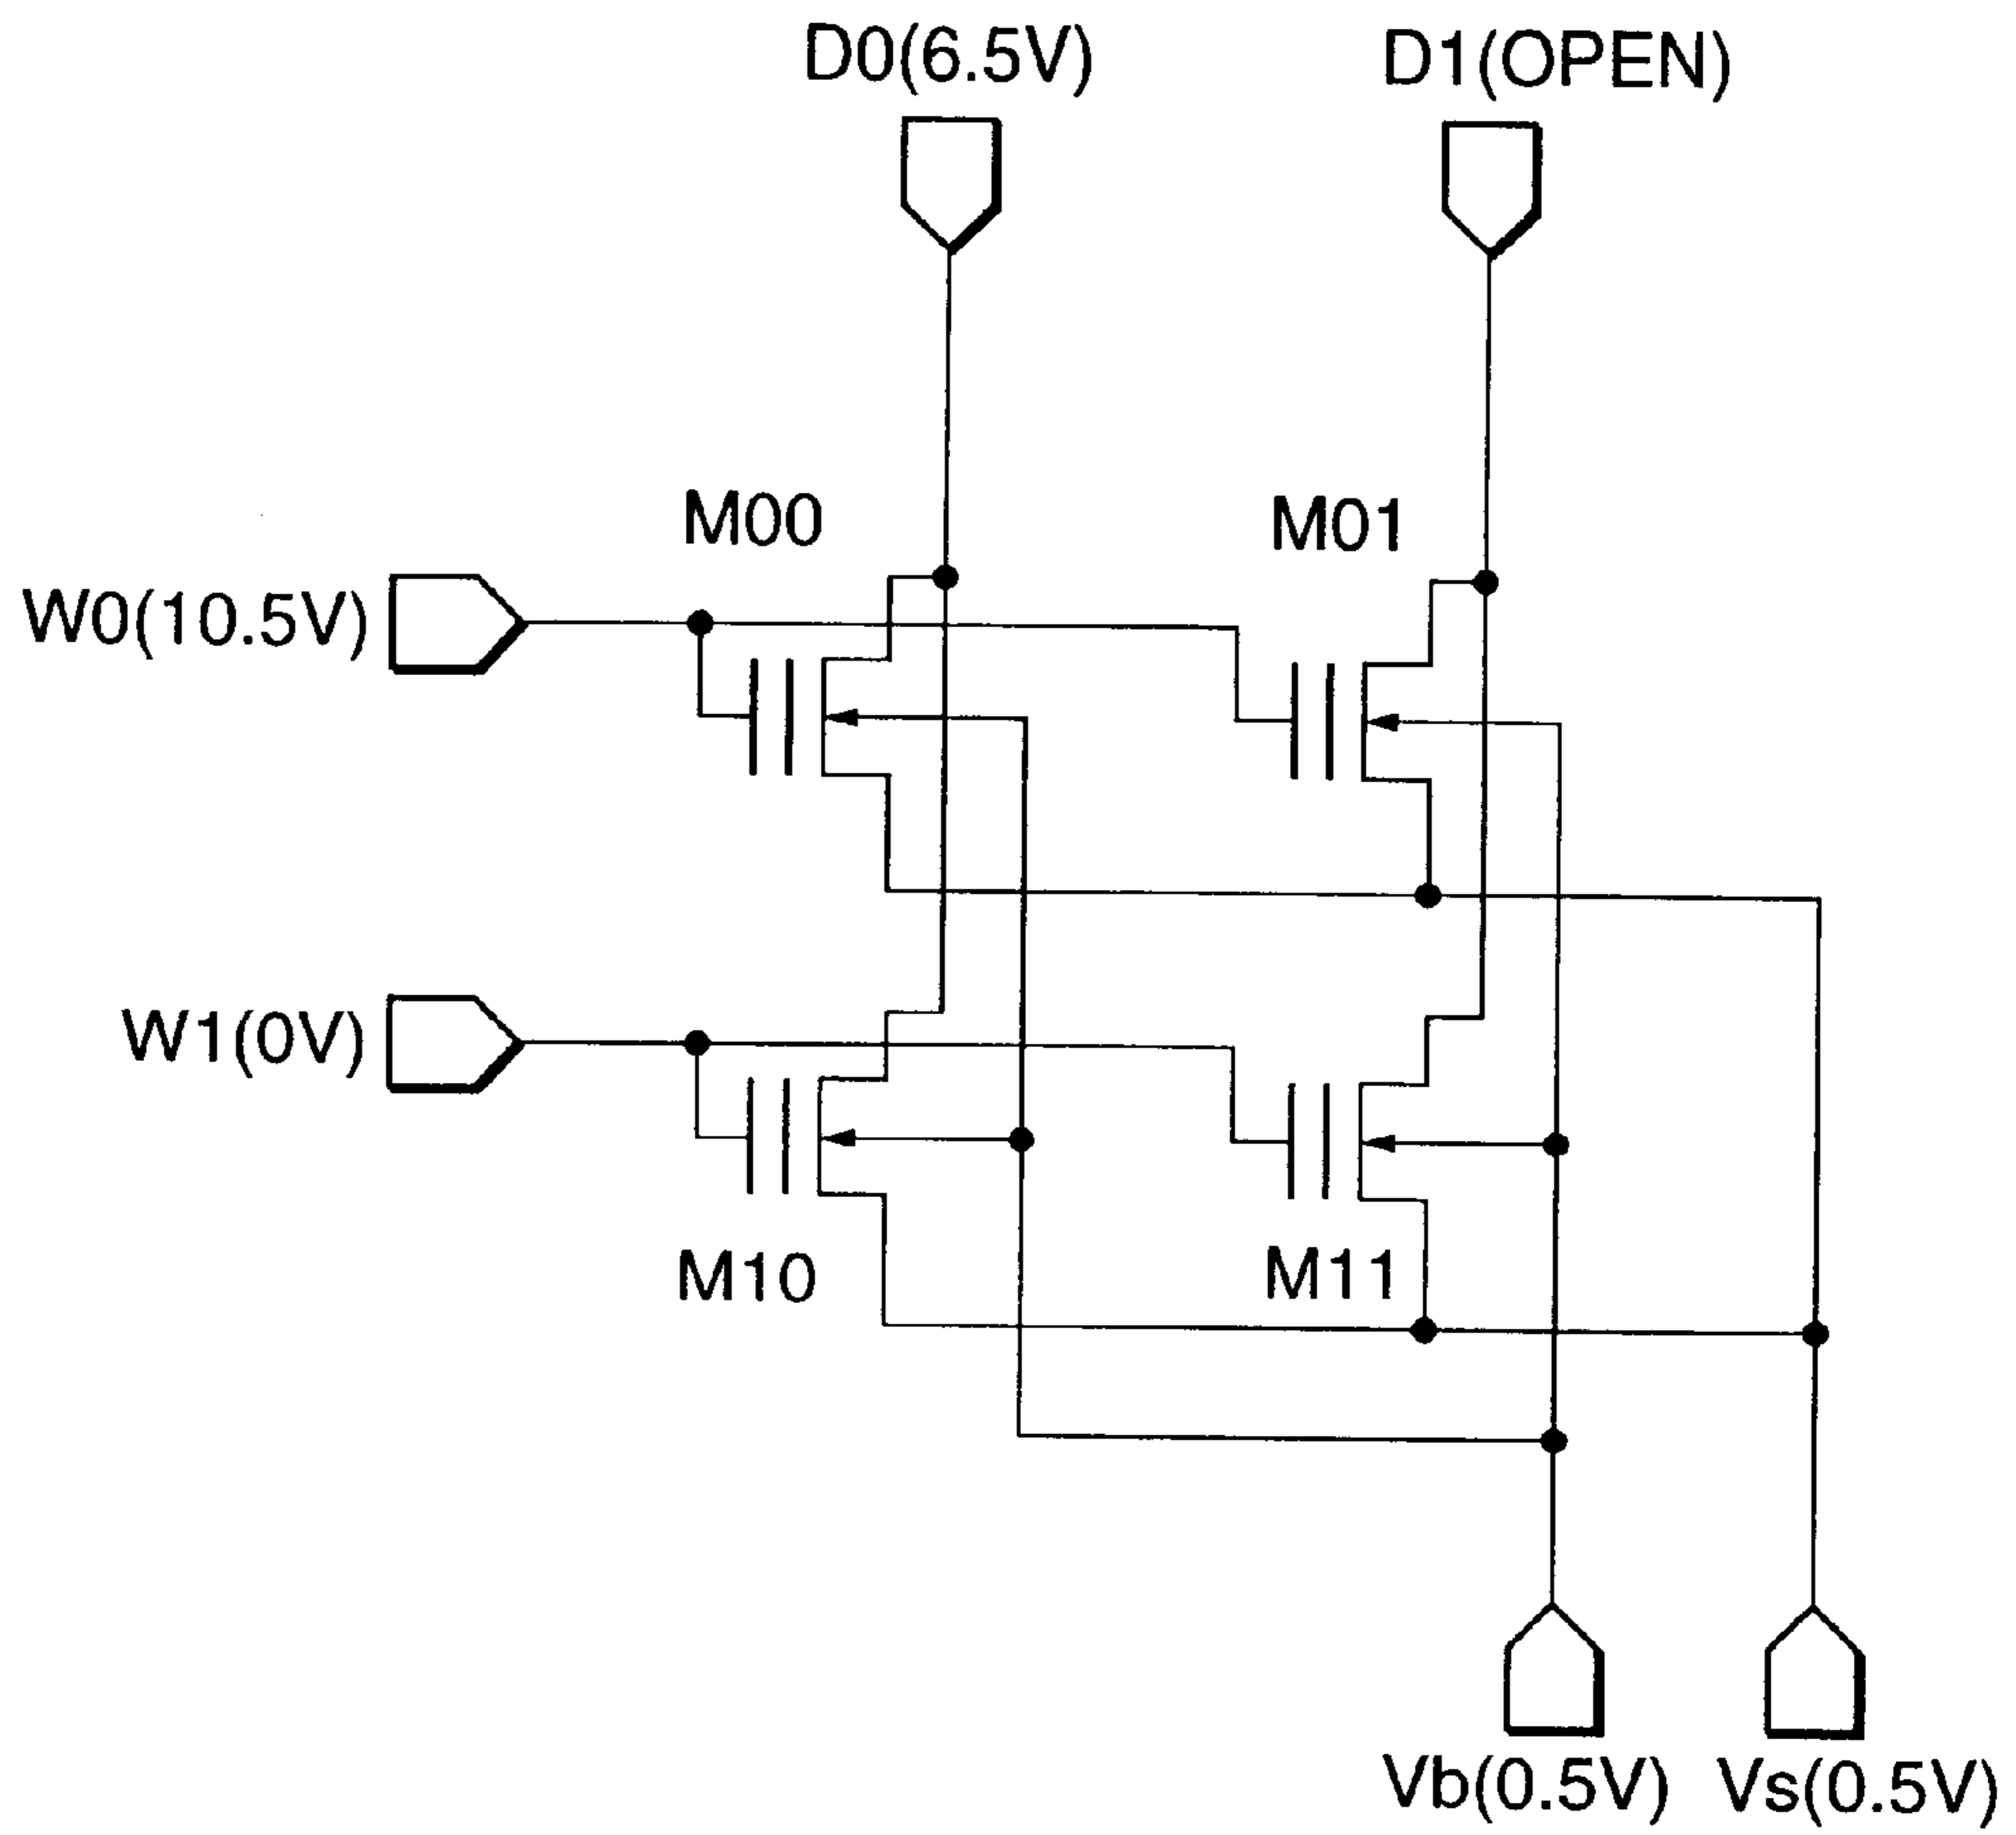 D0(6.5V)
D1(OPEN)
M00
M01
W0(10.5V)
W1(0V)
M10
M11
Vb(0.5V)
Vs(0.5V)